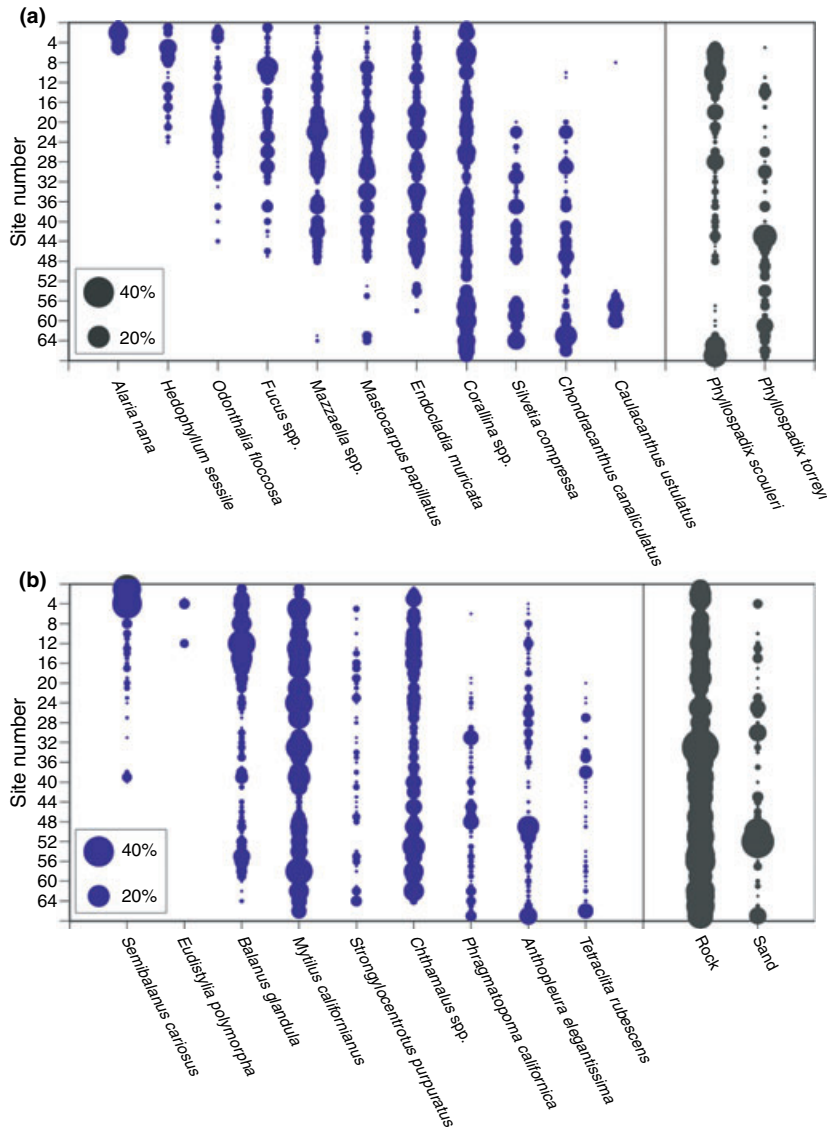 (a)
4
8
12
16
20
24
28
32
36
40
44
48
52
56
60
64
Site number
40%
20%
Alaria nana
Hedophyllum sessile
Odonthalia floccosa
Fucus spp.
Mazzaella spp.
Mastocarpus papillatus
Endocladia muricata
Corallina spp.
Silvetia compressa
Chondracanthus canaliculatus
Caulacanthus ustulatus
Phyllospadix scouleri
Phyllospadix torreyi
(b)
4
8
12
16
20
24
28
32
36
40
44
48
52
56
60
64
Site number
40%
20%
Semibalanus cariosus
Eudistylia polymorpha
Balanus glandula
Mytilus californianus
Strongylocentrotus purpuratus
Chthamalus spp.
Phragmatopoma californica
Anthopleura elegantissima
Tetraclita rubescens
Rock
Sand